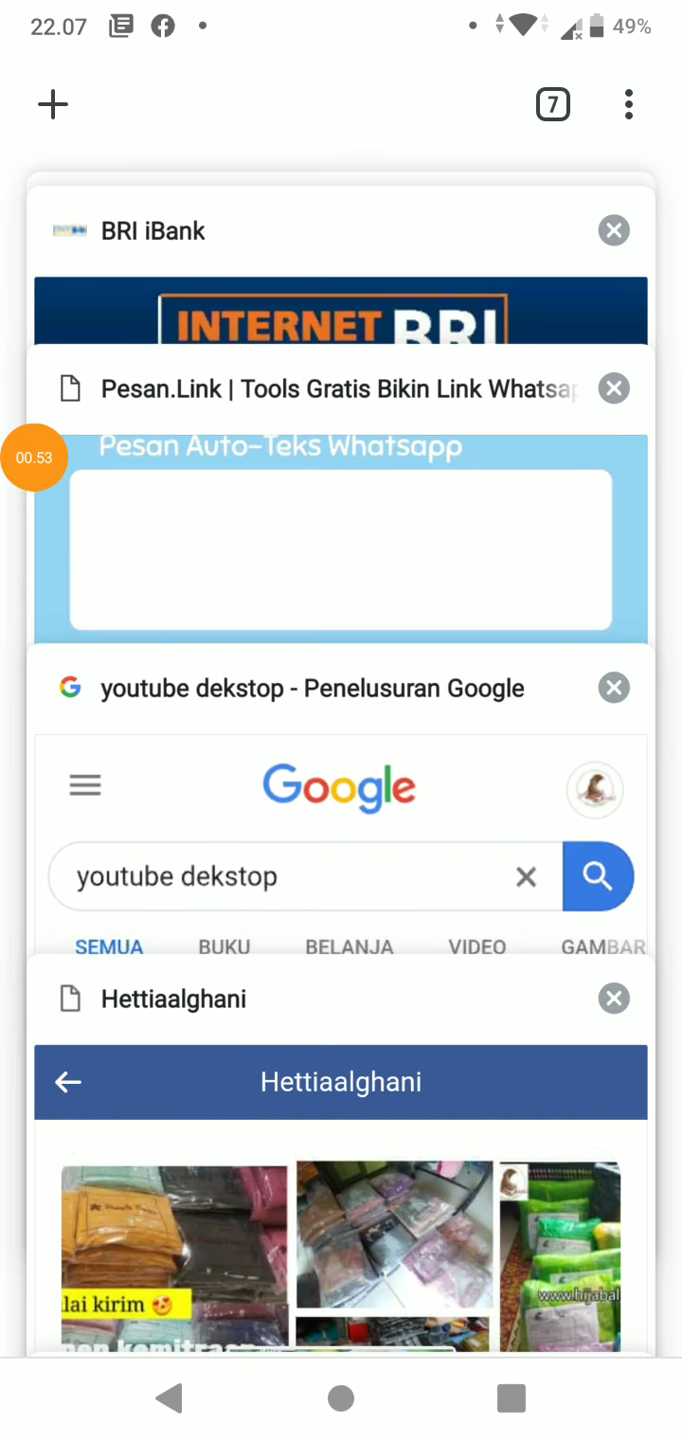 22.07
49%
7
BRI iBank
INTERNET BRI
Pesan.Link | Tools Gratis Bikin Link Whatsap
Pesan Auto-Teks Whatsapp
00.53
youtube dekstop - Penelusuran Google
Google
youtube dekstop
SEMUA BUKU BELANJA VIDEO GAMBAR
Hettiaalghani
Hettiaalghani
lai kirim 😍
www.hijabal